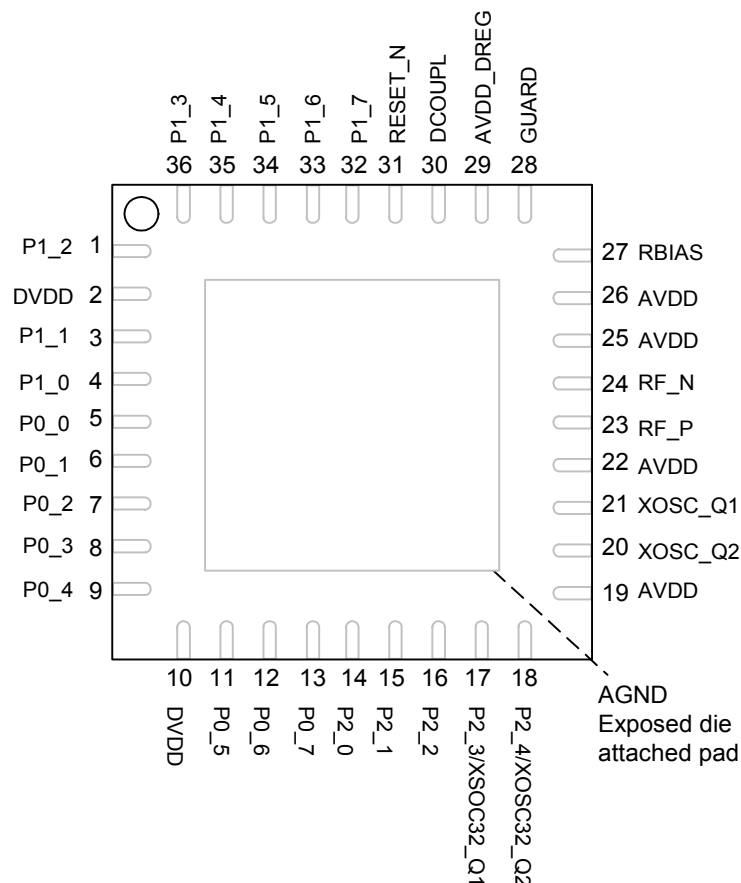 P1_3
P1_4
P1_5
P1_6
P1_7
RESET_N
DCOUPL
AVDD_DREG
GUARD
36 35 34 33 32 31 30 29 28
P1_2 1
DVDD 2
P1_1 3
P1_0 4
P0_0 5
P0_1 6
P0_2 7
P0_3 8
P0_4 9
27 RBIAS
26 AVDD
25 AVDD
24 RF_N
23 RF_P
22 AVDD
21 XOSC_Q1
20 XOSC_Q2
19 AVDD
10 11 12 13 14 15 16 17 18
DVDD
P0_5
P0_6
P0_7
P2_0
P2_1
P2_2
P2_3/XSOC32_Q1
P2_4/XOSC32_Q2
AGND
Exposed die
attached pad